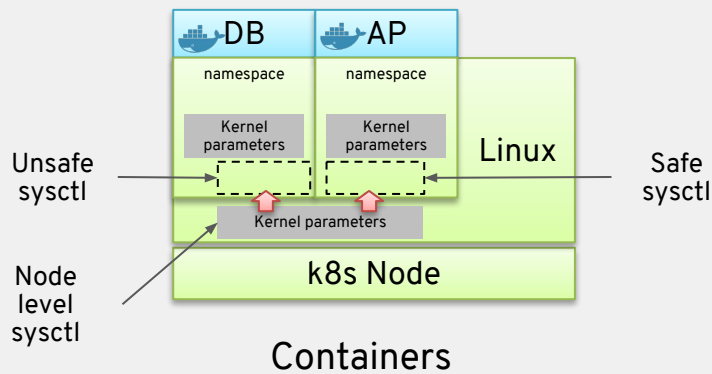 DB
AP
namespace
namespace
Kernel
parameters
Kernel
parameters
Linux
Unsafe
sysctl
Safe
sysctl
Kernel parameters
Node
level
sysctl
k8s Node
Containers